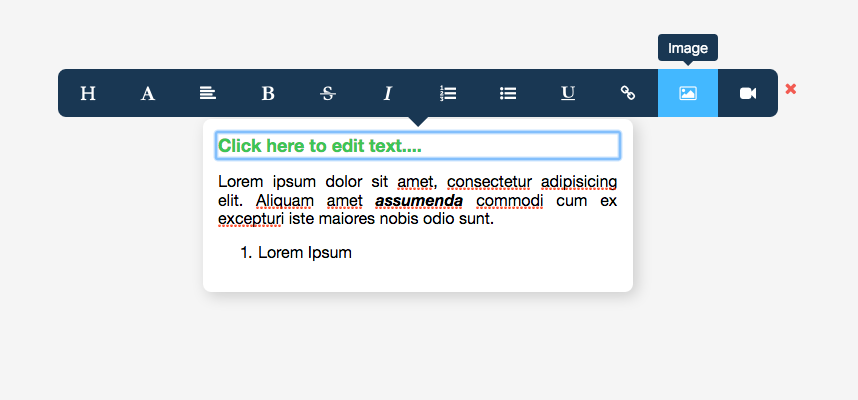 Image
H A B S I U
Click here to edit text....
Lorem ipsum dolor sit amet, consectetur adipisicing
elit. Aliquam amet assumenda commodi cum ex
excepturi iste maiores nobis odio sunt.
1. Lorem Ipsum